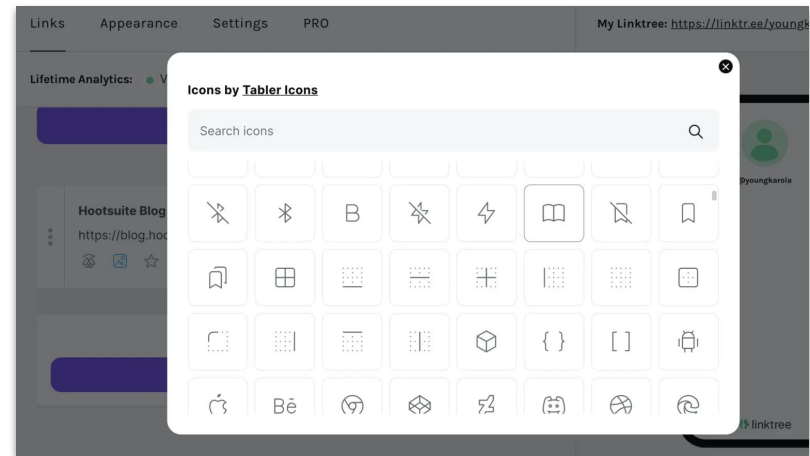 Links Appearance Settings PRO
My Linktree: https://linktr.ee/youngk
Lifetime Analytics: V
Icons by Tabler Icons
Search icons
@youngkarola
Hootsuite Blog
https://blog.hoo
B
{ } [ ]
Bē
linktree